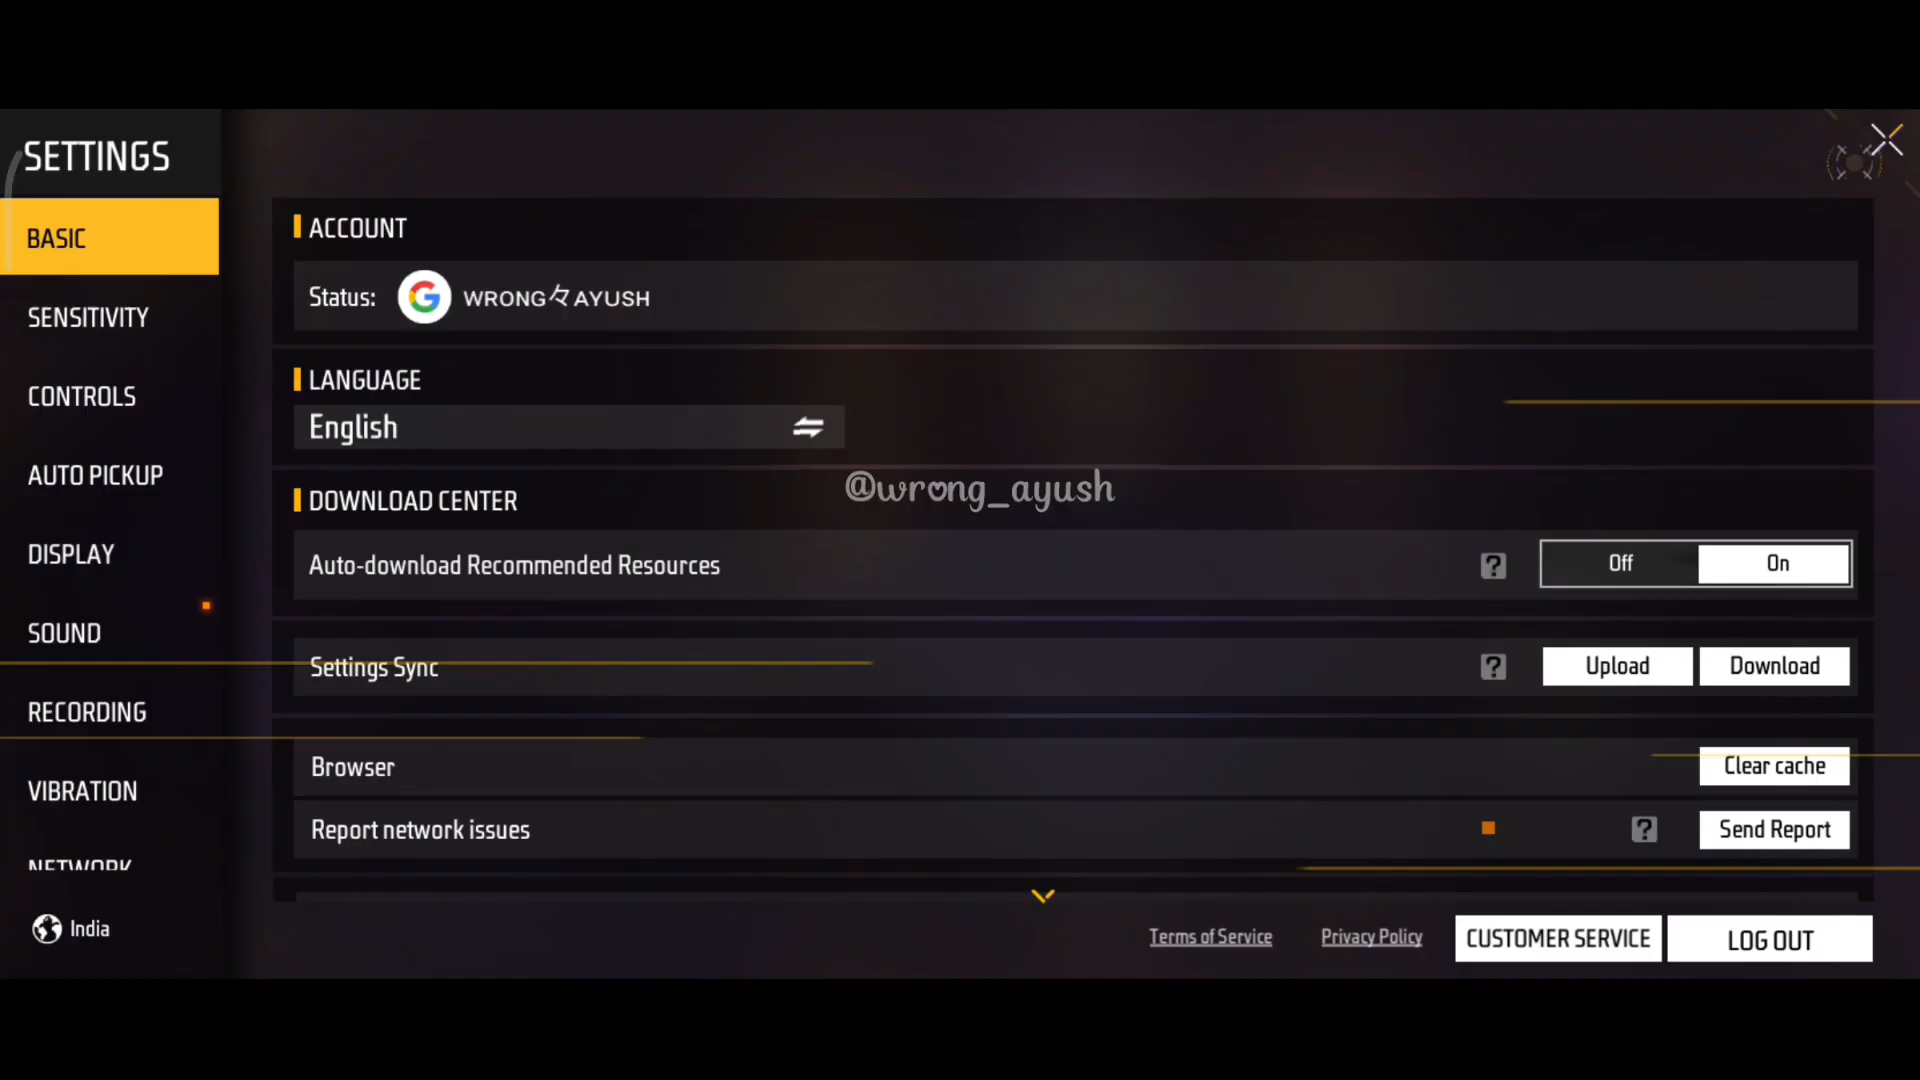 SETTINGS
BASIC
SENSITIVITY
CONTROLS
AUTO PICKUP
DISPLAY
SOUND
RECORDING
VIBRATION
NETWORK
India
ACCOUNT
Status: G WRONG々AYUSH
LANGUAGE
English
@wrong_ayush
DOWNLOAD CENTER
Auto-download Recommended Resources ? Off On
Settings Sync ? Upload Download
Browser Clear cache
Report network issues ? Send Report
Terms of Service Privacy Policy CUSTOMER SERVICE LOG OUT